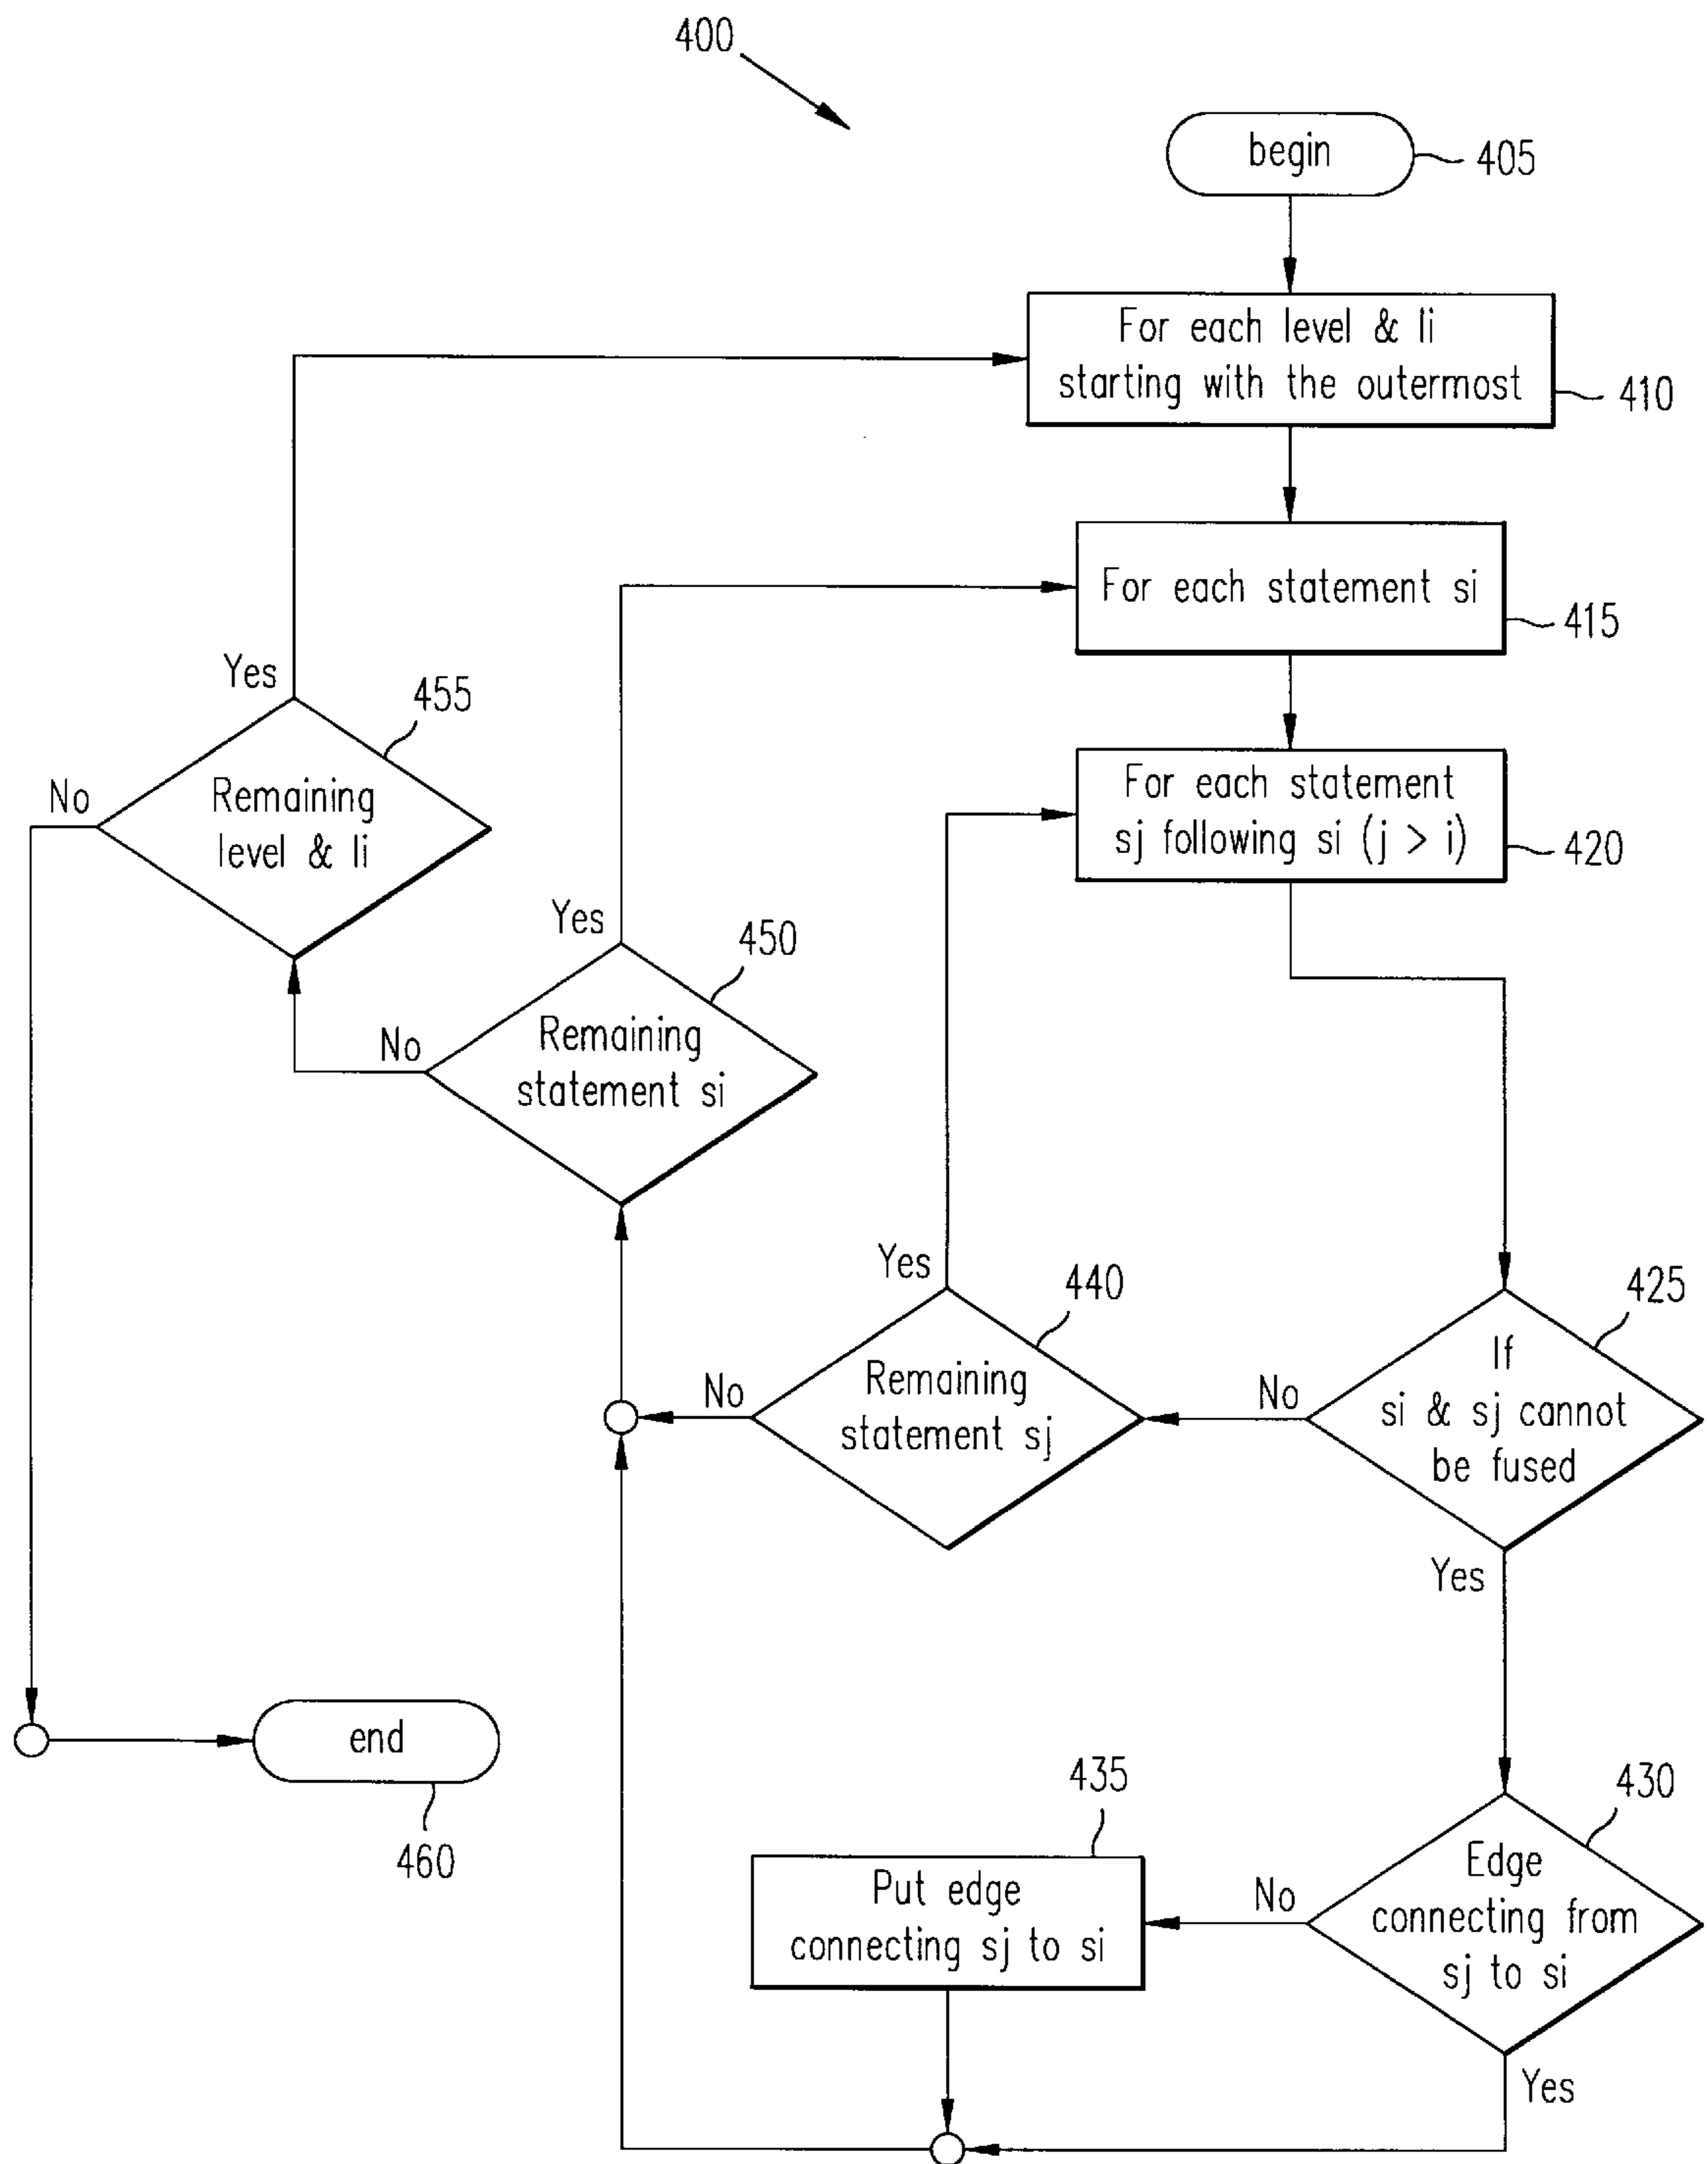 400
begin
405
For each level & li
starting with the outermost
410
For each statement si
415
For each statement
sj following si (j > i)
420
Yes
455
No
Remaining
level & li
Yes
450
No
Remaining
statement si
Yes
440
No
Remaining
statement sj
425
No
If
si & sj cannot
be fused
Yes
end
460
435
Put edge
connecting sj to si
430
No
Edge
connecting from
sj to si
Yes